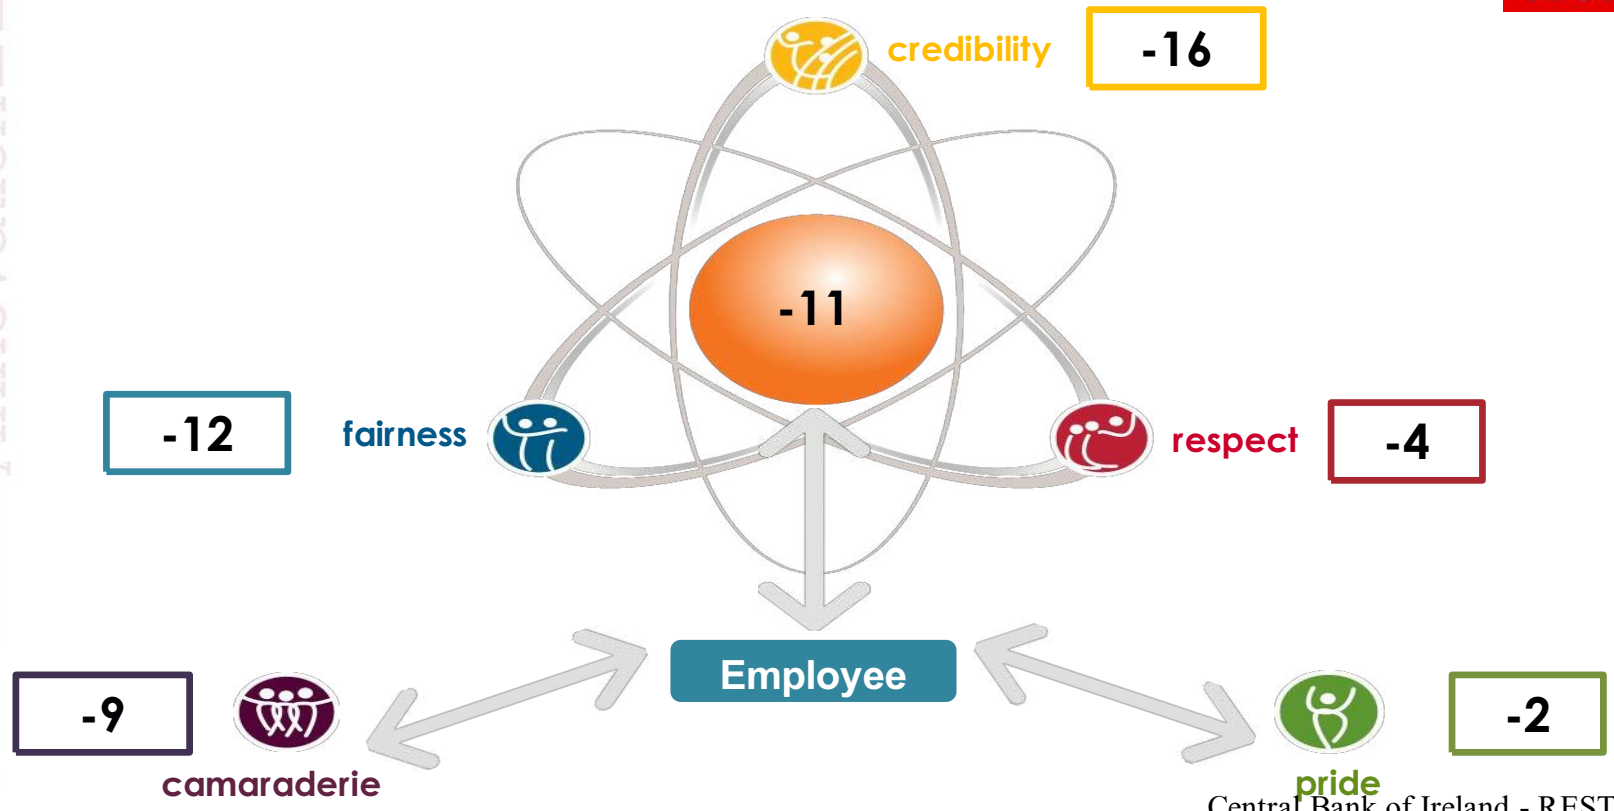 credibility -16
-11
-12 fairness
respect -4
Employee
-9
-2
camaraderie
pride
Central Bank of Ireland - REST